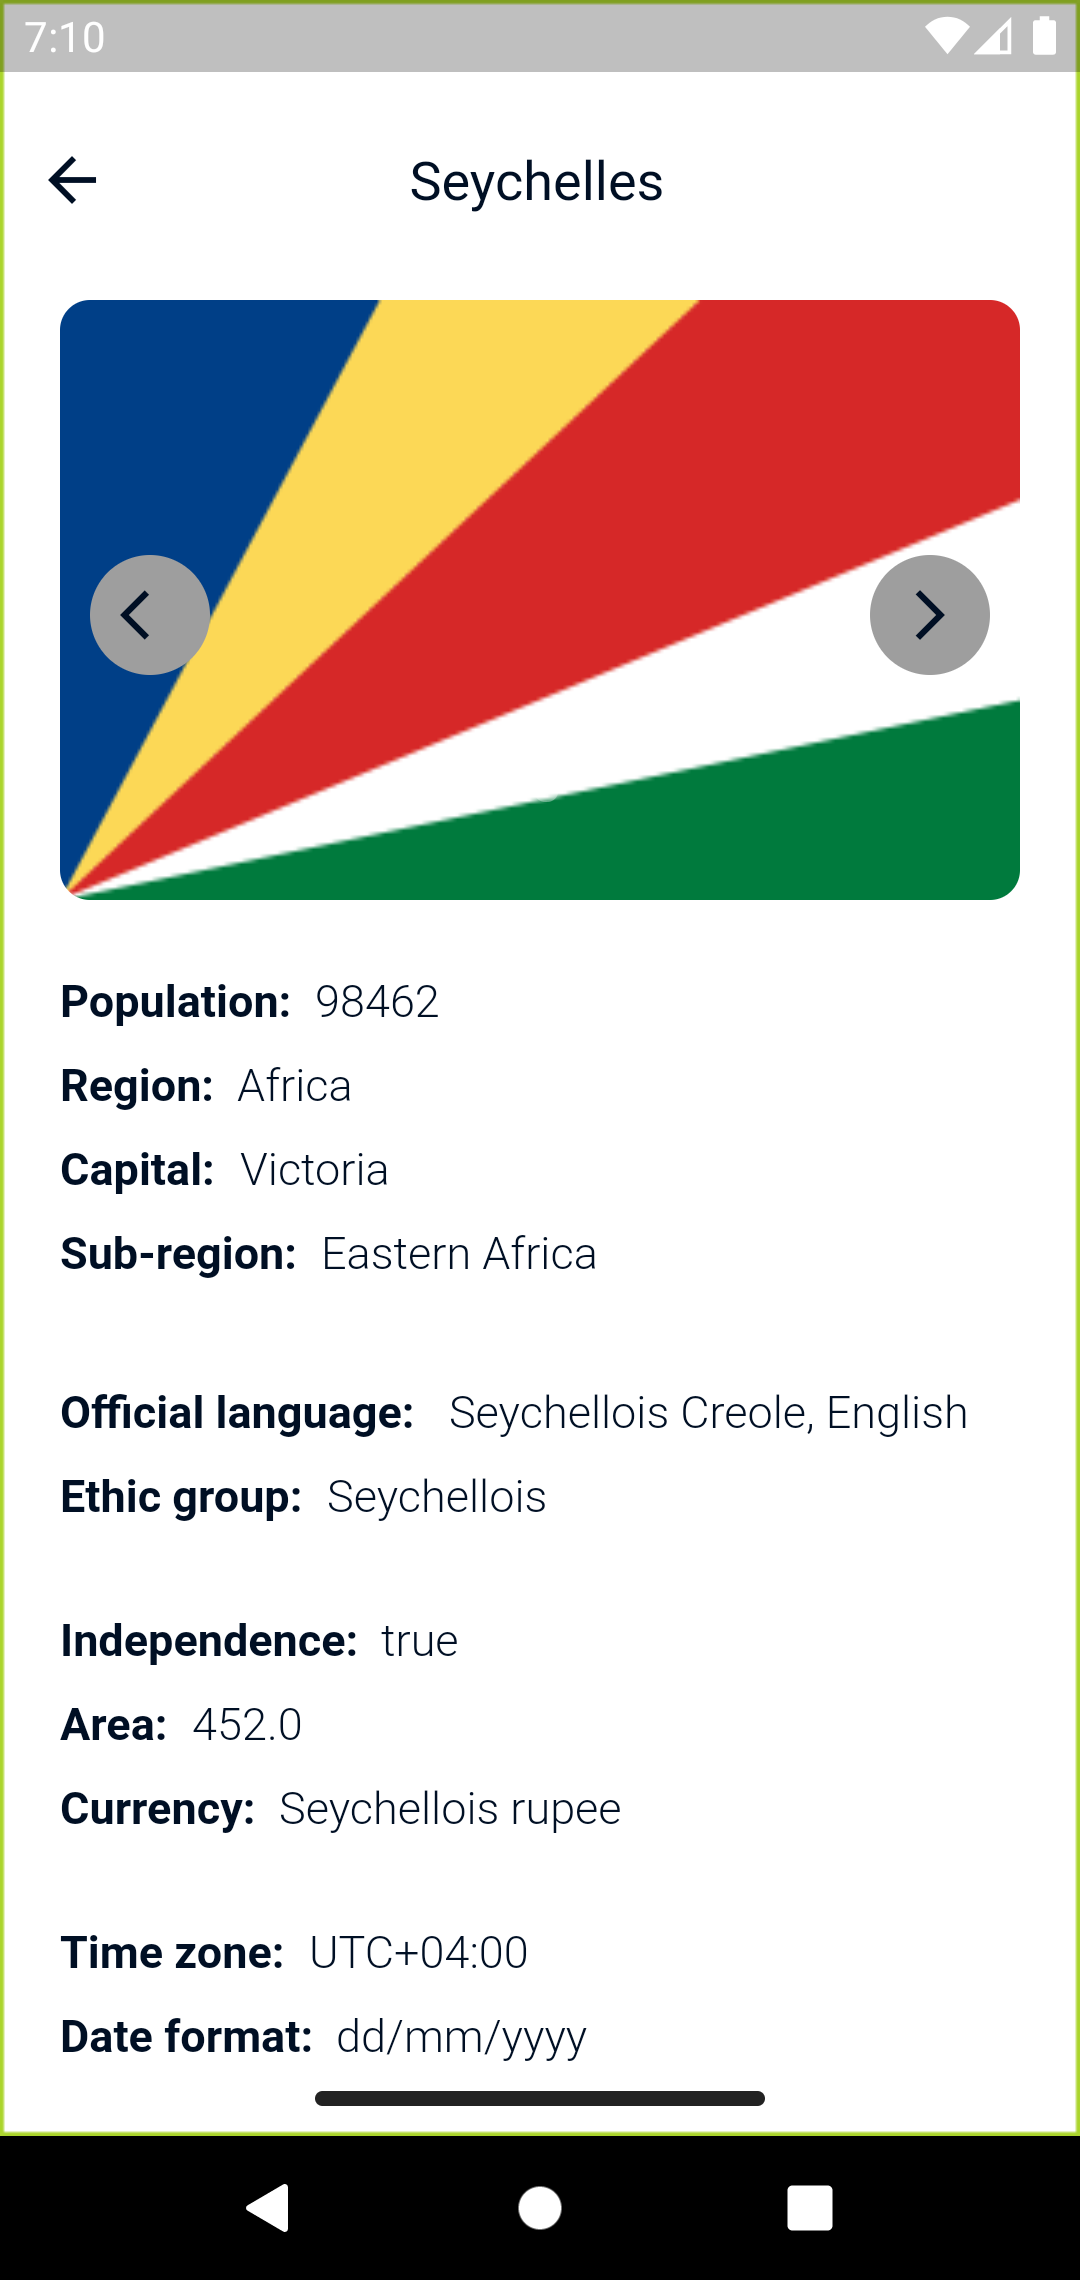 7:10
Seychelles
Population: 98462
Region: Africa
Capital: Victoria
Sub-region: Eastern Africa
Official language: Seychellois Creole, English
Ethic group: Seychellois
Independence: true
Area: 452.0
Currency: Seychellois rupee
Time zone: UTC+04:00
Date format: dd/mm/yyyy